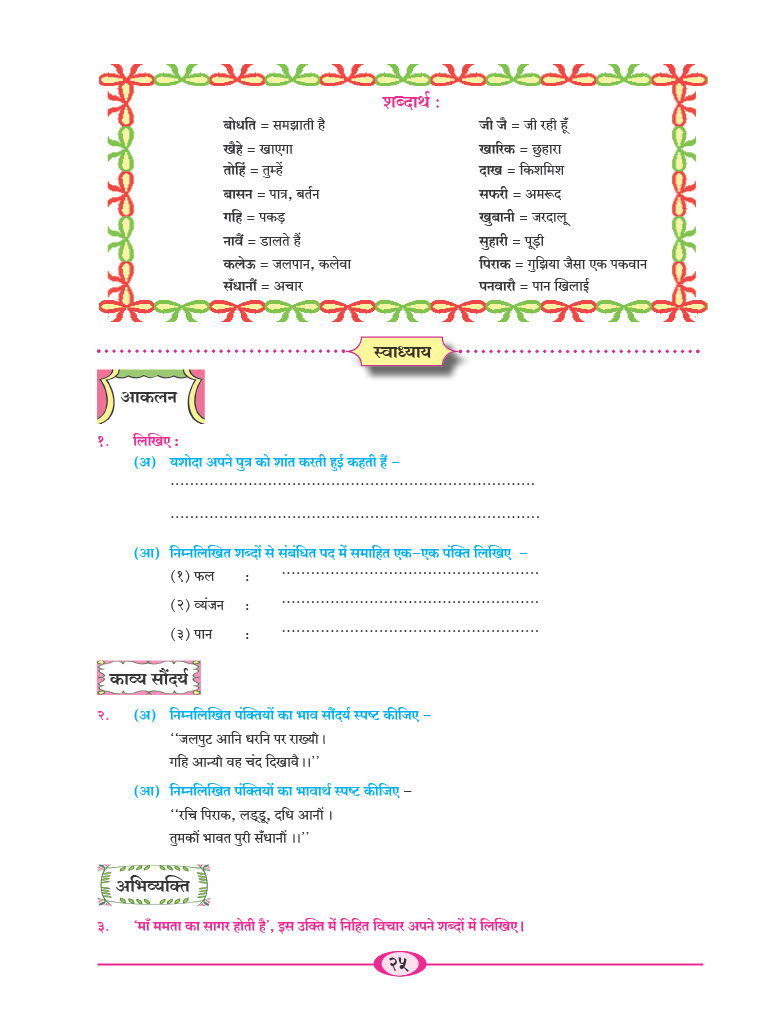 शब्दार्थ :
बोधति = समझाती है
जी जै = जी रही हूँ
खैहे = खाएगा
खारिक = छुहारा
तोहिं = तुम्हें
दाख = किशमिश
बासन = पात्र, बर्तन
सफरी = अमरूद
गहि = पकड़
खुबानी = जरदालू
नावैं = डालते हैं
सुहारी = पूड़ी
कलेऊ = जलपान, कलेवा
पिराक = गुझिया जैसा एक पकवान
सँधानौं = अचार
पनवारौ = पान खिलाई
स्वाध्याय
आकलन
१. लिखिए :
(अ) यशोदा अपने पुत्र को शांत करती हुई कहती हैं –
...........................................................................
............................................................................
(आ) निम्नलिखित शब्दों से संबंधित पद में समाहित एक-एक पंक्ति लिखिए –
(१) फल : .....................................................
(२) व्यंजन : .....................................................
(३) पान : .....................................................
काव्य सौंदर्य
२. (अ) निम्नलिखित पंक्तियों का भाव सौंदर्य स्पष्ट कीजिए –
‘‘जलपुट आनि धरनि पर राख्यौ।
गहि आन्यौ वह चंद दिखावै।।’’
(आ) निम्नलिखित पंक्तियों का भावार्थ स्पष्ट कीजिए –
‘‘रचि पिराक, लड्डू, दधि आनौं ।
तुमकौं भावत पुरी सँधानौं ।।’’
अभिव्यक्ति
३. ‘माँ ममता का सागर होती है’, इस उक्ति में निहित विचार अपने शब्दों में लिखिए।
२५